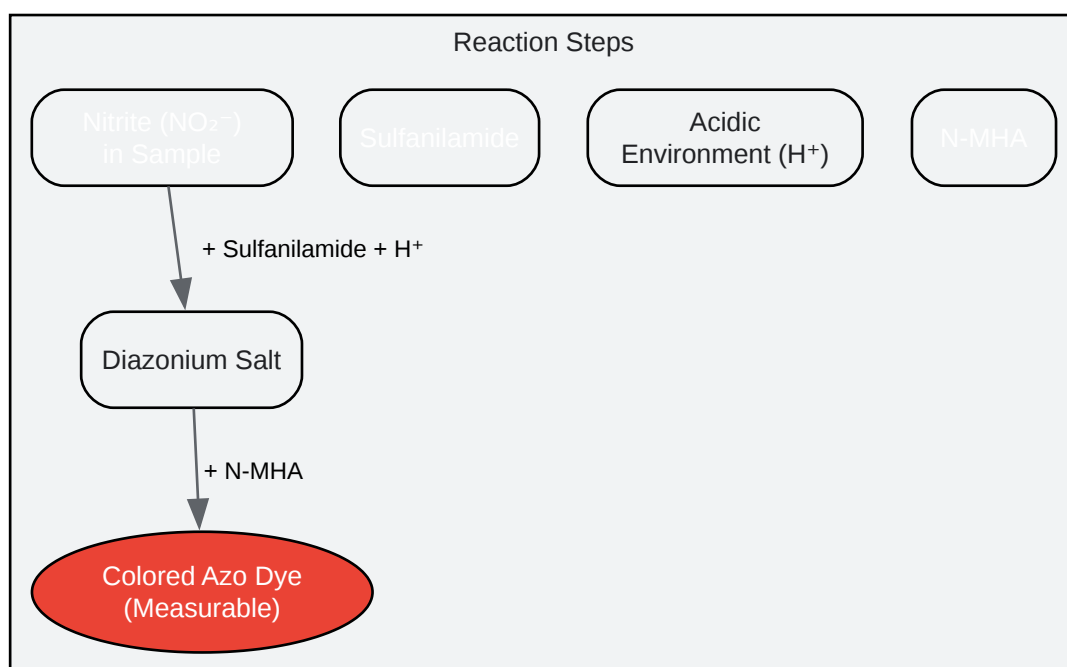 Reaction Steps
Nitrite (NO₂⁻)
in Sample
Sulfanilamide
Acidic
Environment (H⁺)
N-MHA
+ Sulfanilamide + H⁺
Diazonium Salt
+ N-MHA
Colored Azo Dye
(Measurable)